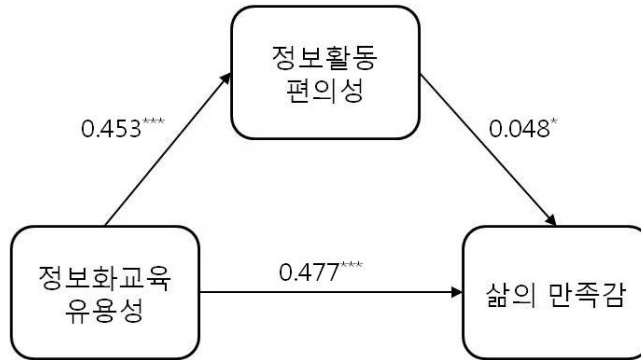 정보활동
편의성
0.453***
0.048*
정보화교육
유용성
0.477***
삶의 만족감